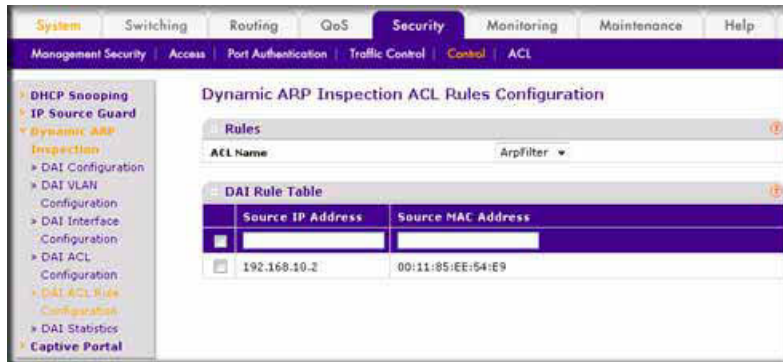 System Switching Routing QoS Security Monitoring Maintenance Help
Management Security Access Port Authentication Traffic Control Control ACL
DHCP Snooping
IP Source Guard
Dynamic ARP
Inspection
DAI Configuration
DAI VLAN
Configuration
DAI Interface
Configuration
DAI ACL
Configuration
DAI ACL Rule
Configuration
DAI Statistics
Captive Portal
Dynamic ARP Inspection ACL Rules Configuration
Rules
ACL Name ArpFilter
DAI Rule Table
Source IP Address Source MAC Address
192.168.10.2 00:11:85:EE:54:E9